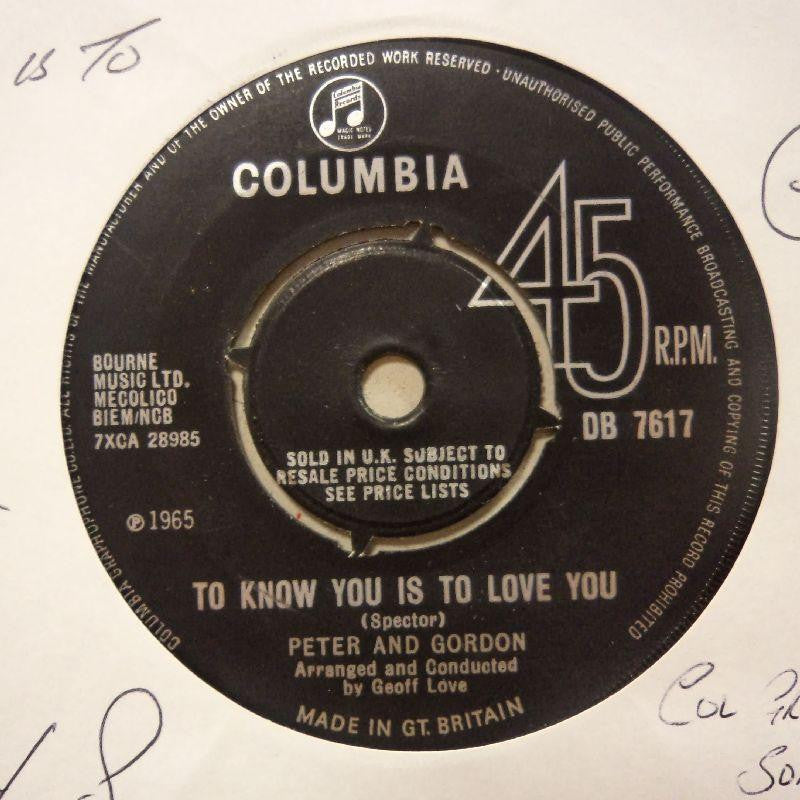 is To
COLUMBIA GRAPHOPHONE CO. LTD. ALL RIGHTS OF THE MANUFACTURER AND OF THE OWNER OF THE RECORDED WORK RESERVED · UNAUTHORISED PUBLIC PERFORMANCE BROADCASTING AND COPYING OF THIS RECORD PROHIBITED
Columbia
Records
MAGIC NOTES
TRADE MARK
COLUMBIA
45
R.P.M.
DB 7617
BOURNE
MUSIC LTD.
MECOLICO
BIEM/NCB
7XCA 28985
SOLD IN U.K. SUBJECT TO
RESALE PRICE CONDITIONS
SEE PRICE LISTS
℗ 1965
TO KNOW YOU IS TO LOVE YOU
(Spector)
PETER AND GORDON
Arranged and Conducted
by Geoff Love
MADE IN GT. BRITAIN
Col